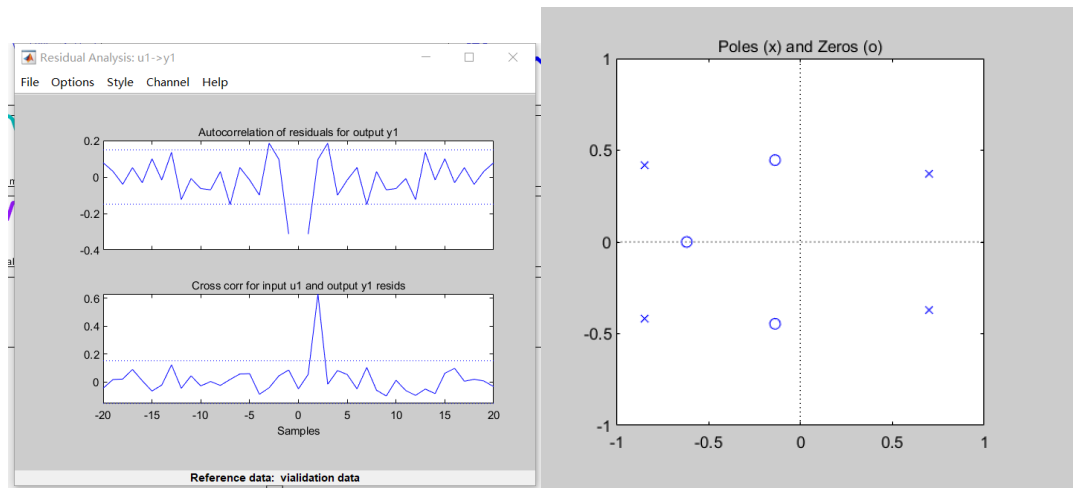 Residual Analysis: u1->y1
File Options Style Channel Help
Autocorrelation of residuals for output y1
0.2
0
-0.2
-0.4
Cross corr for input u1 and output y1 resids
0.6
0.4
0.2
0
-20 -15 -10 -5 0 5 10 15 20
Samples
Reference data: vialidation data
Poles (x) and Zeros (o)
1
0.5
0
-0.5
-1
-1 -0.5 0 0.5 1